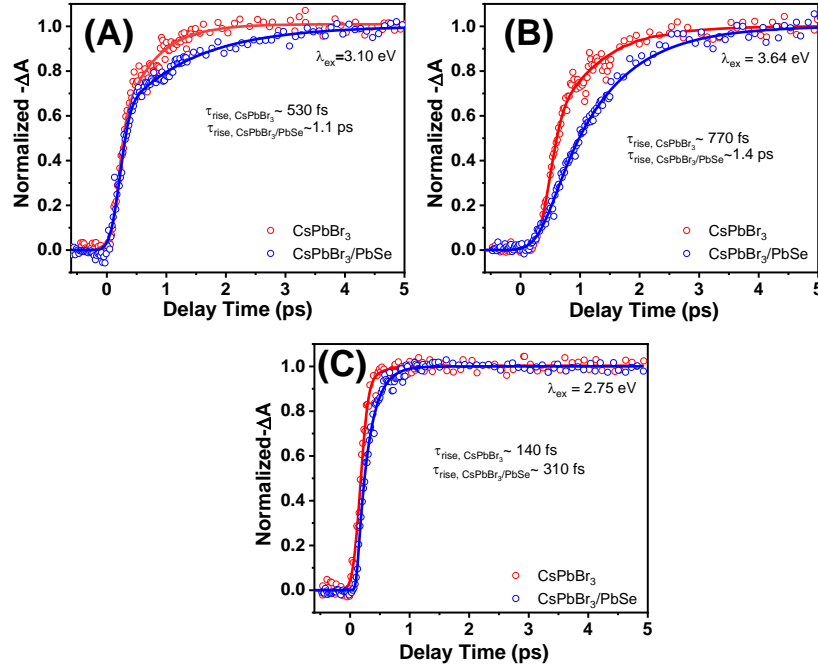 (A)
λex=3.10 eV
τrise, CsPbBr3~ 530 fs
τrise, CsPbBr3/PbSe~1.1 ps
CsPbBr3
CsPbBr3/PbSe
Normalized -ΔA
0.0
0.2
0.4
0.6
0.8
1.0
0 1 2 3 4 5
Delay Time (ps)
(B)
λex = 3.64 eV
τrise, CsPbBr3~ 770 fs
τrise, CsPbBr3/PbSe~1.4 ps
CsPbBr3
CsPbBr3/PbSe
Normalized -ΔA
0.0
0.2
0.4
0.6
0.8
1.0
0 1 2 3 4 5
Delay Time (ps)
(C)
λex = 2.75 eV
τrise, CsPbBr3~ 140 fs
τrise, CsPbBr3/PbSe~ 310 fs
CsPbBr3
CsPbBr3/PbSe
Normalized-ΔA
0.0
0.2
0.4
0.6
0.8
1.0
0 1 2 3 4 5
Delay Time (ps)